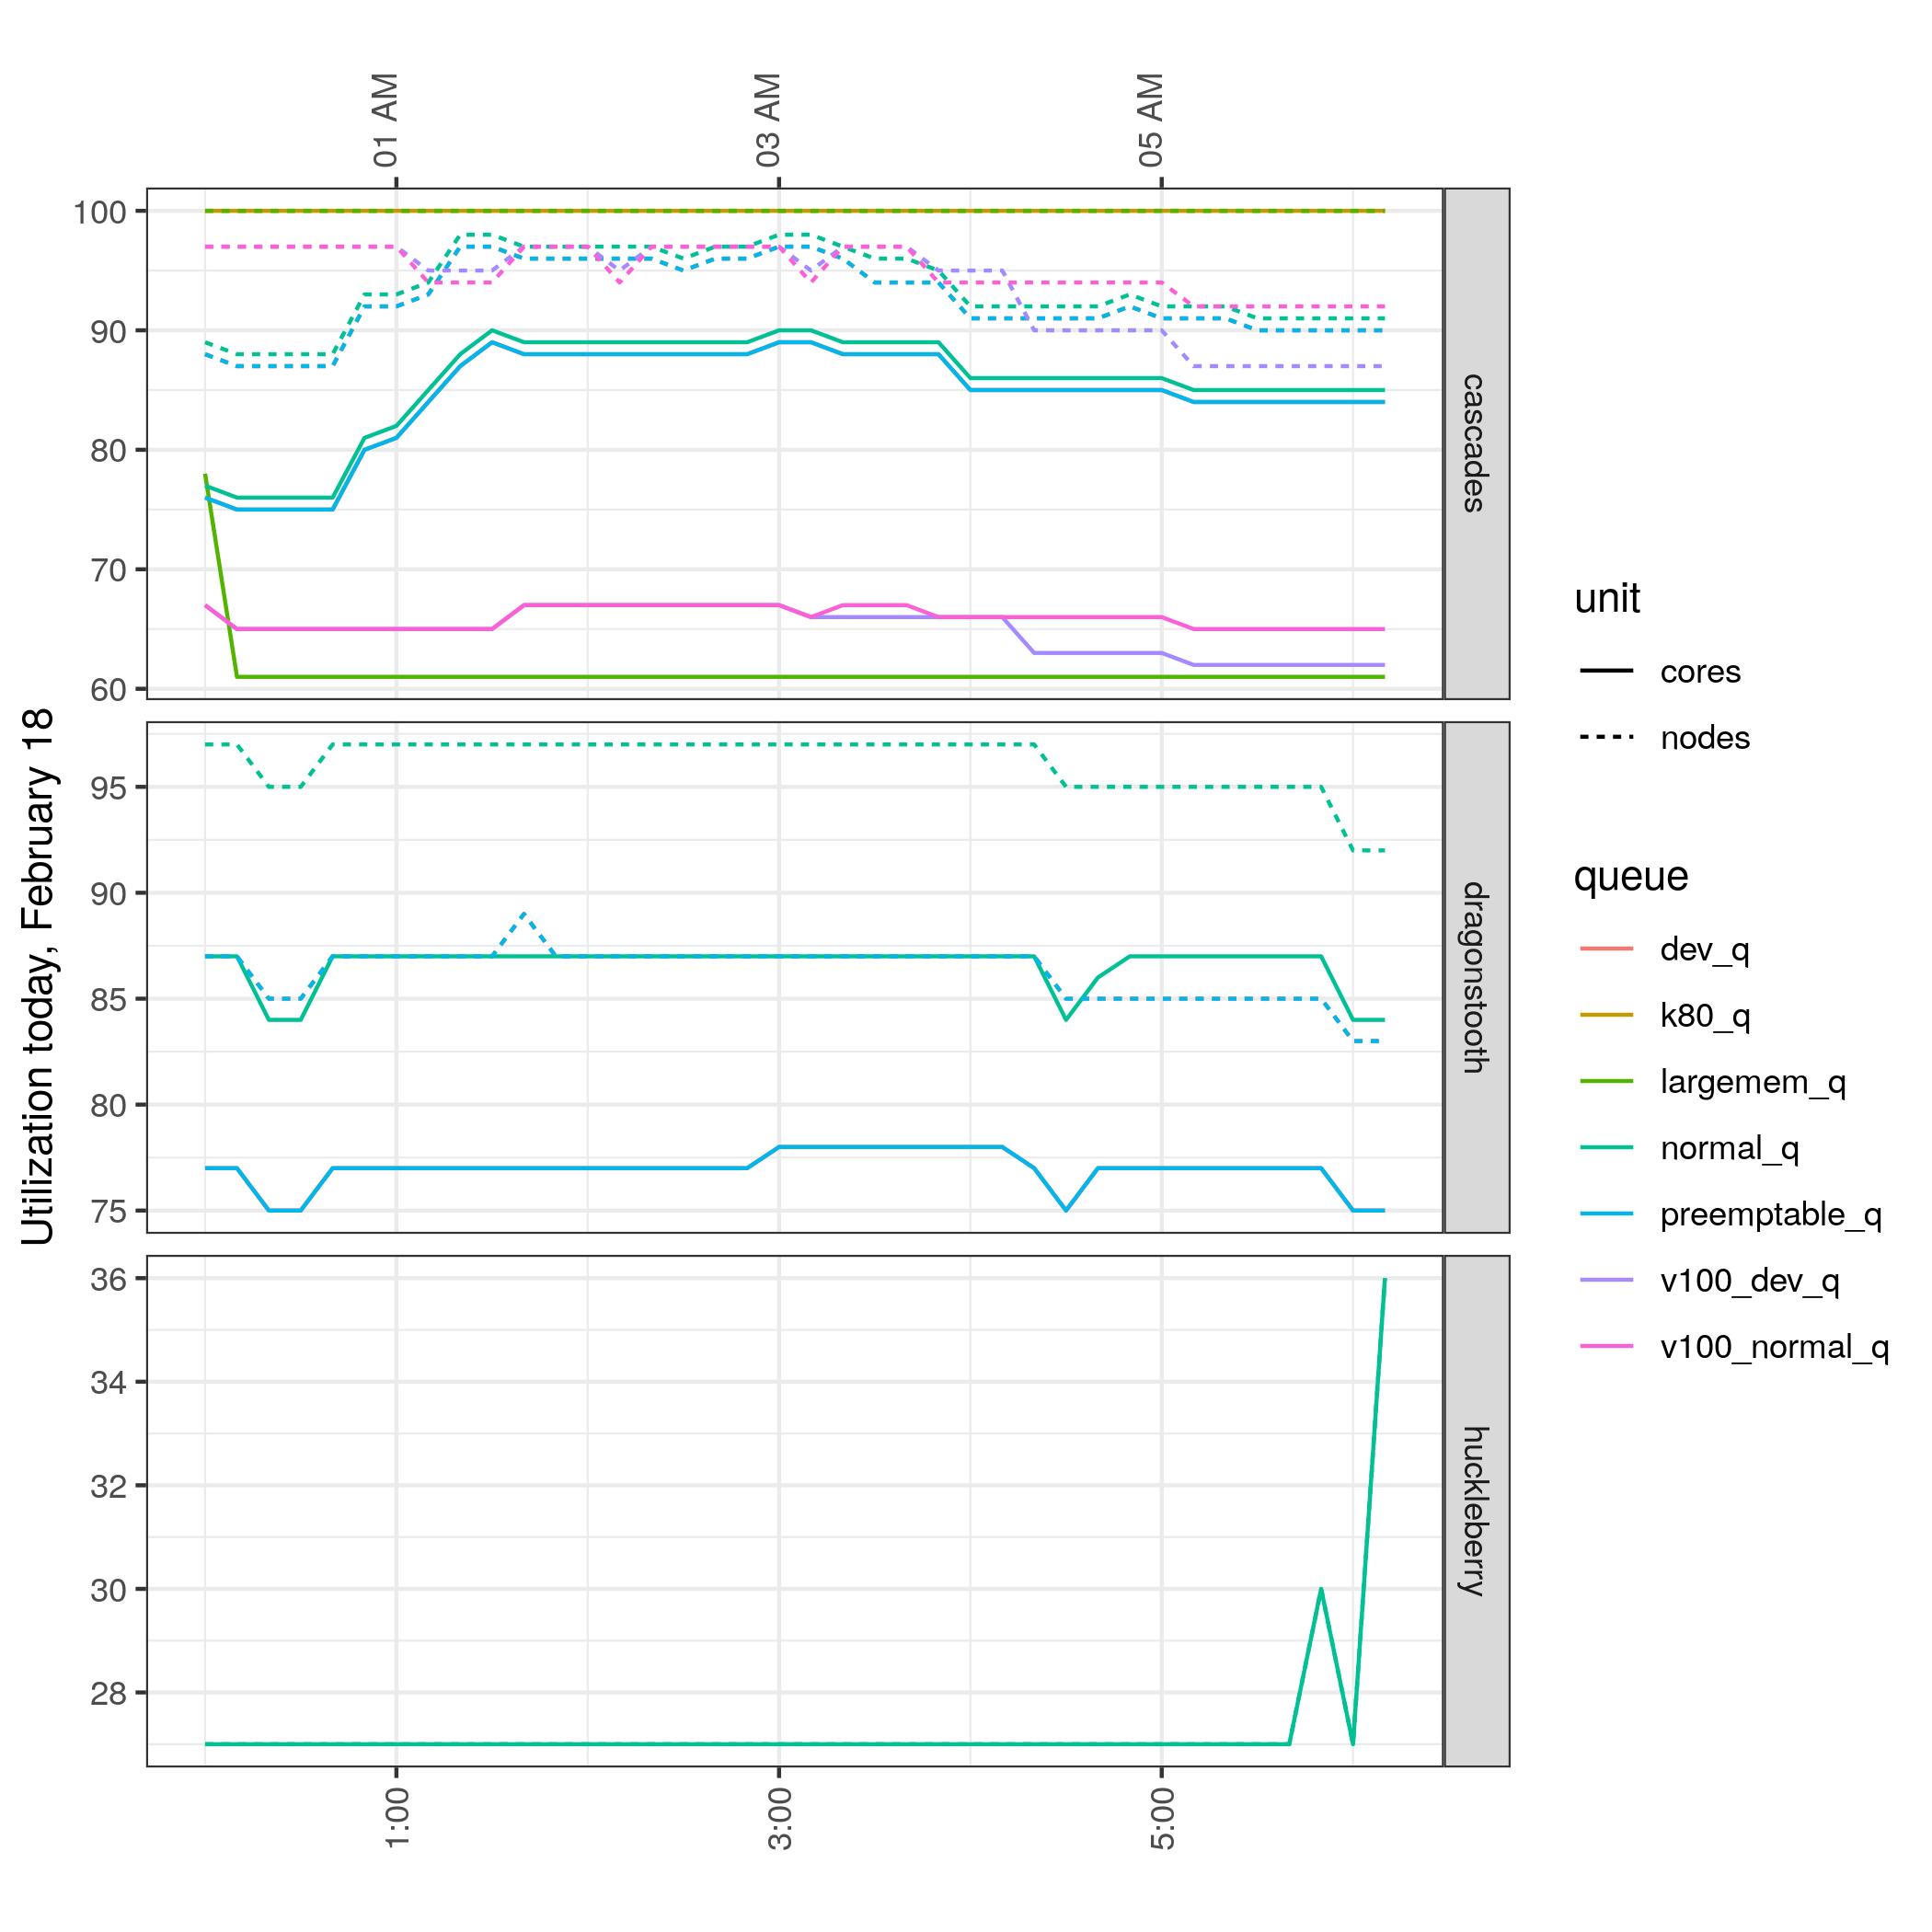 01 AM
03 AM
05 AM
100
90
80
70
60
cascades
95
90
85
80
75
dragonstooth
36
34
32
30
28
huckleberry
1:00
3:00
5:00
Utilization today, February 18
unit
cores
nodes
queue
dev_q
k80_q
largemem_q
normal_q
preemptable_q
v100_dev_q
v100_normal_q